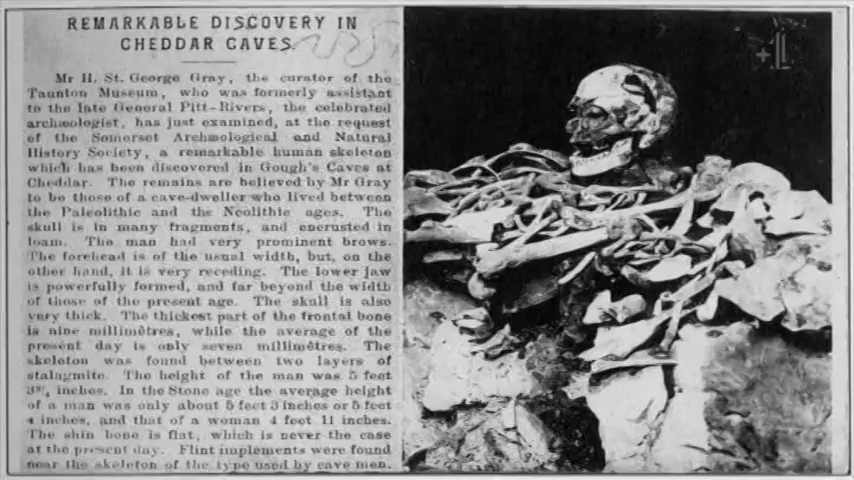 REMARKABLE DISCOVERY IN
CHEDDAR CAVES.
Mr H. St. George Gray, the curator of the
Taunton Museum, who was formerly assistant
to the late General Pitt-Rivers, the celebrated
archæologist, has just examined, at the request
of the Somerset Archæological and Natural
History Society, a remarkable human skeleton
which has been discovered in Gough's Caves at
Cheddar. The remains are believed by Mr Gray
to be those of a cave-dweller who lived between
the Paleolithic and the Neolithic ages. The
skull is in many fragments, and encrusted in
loam. The man had very prominent brows.
The forehead is of the usual width, but, on the
other hand, it is very receding. The lower jaw
is powerfully formed, and far beyond the width
of those of the present age. The skull is also
very thick. The thickest part of the frontal bone
is nine millimètres, while the average of the
present day is only seven millimètres. The
skeleton was found between two layers of
stalagmite. The height of the man was 5 feet
3¾ inches. In the Stone age the average height
of a man was only about 5 feet 3 inches or 5 feet
4 inches, and that of a woman 4 feet 11 inches.
The shin bone is flat, which is never the case
at the present day. Flint implements were found
near the skeleton of the type used by cave men.